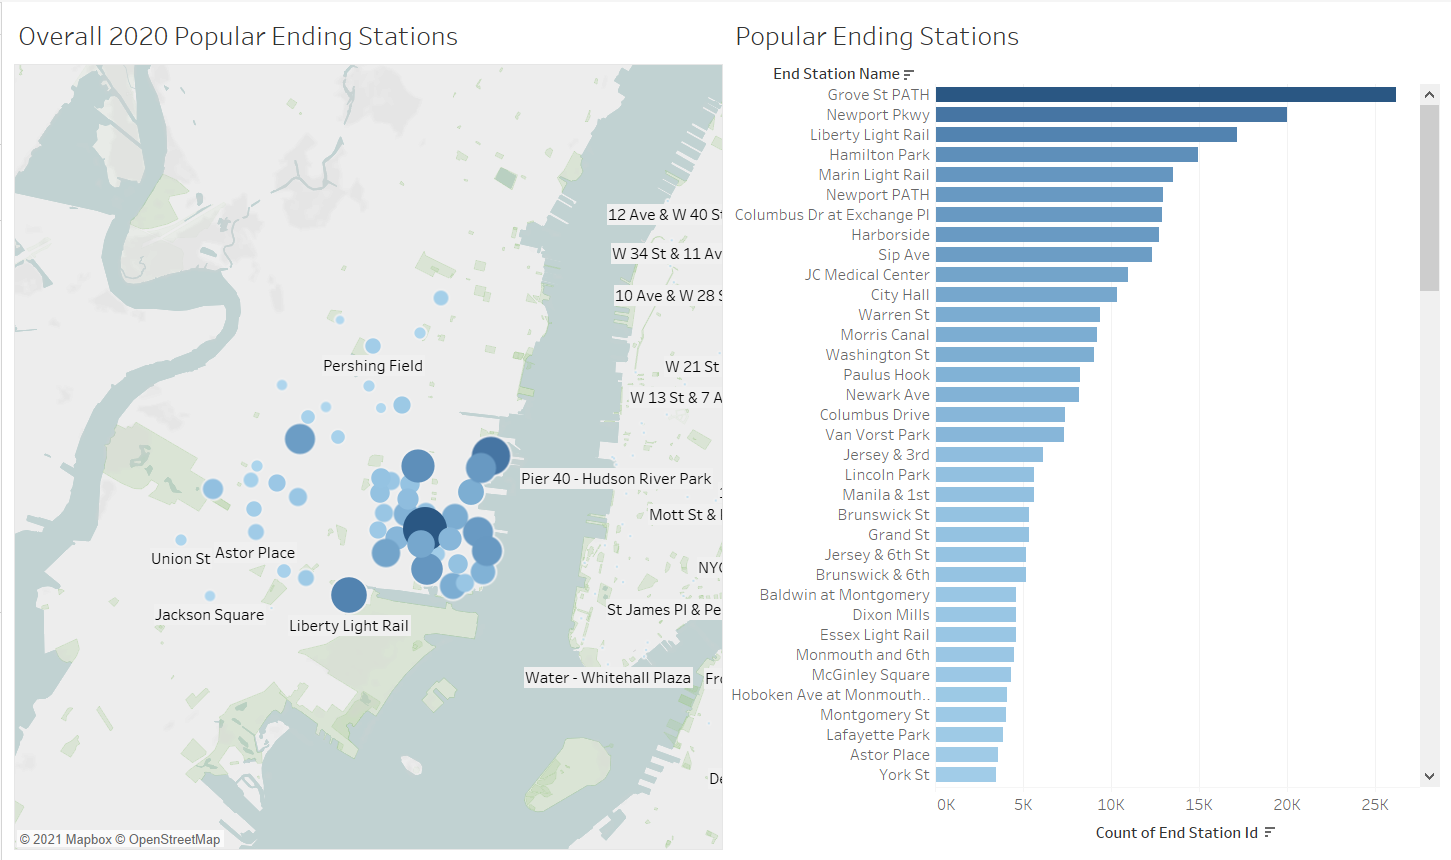 Overall 2020 Popular Ending Stations
12 Ave & W 40 St
W 34 St & 11 Av
10 Ave & W 28 S
Pershing Field
W 21 St
W 13 St & 7 A
Pier 40 - Hudson River Park
Mott St &
Union St
Astor Place
NYC
Jackson Square
St James Pl & Pe
Liberty Light Rail
Water - Whitehall Plaza
Fr
De
© 2021 Mapbox © OpenStreetMap
Popular Ending Stations
End Station Name
Grove St PATH
Newport Pkwy
Liberty Light Rail
Hamilton Park
Marin Light Rail
Newport PATH
Columbus Dr at Exchange Pl
Harborside
Sip Ave
JC Medical Center
City Hall
Warren St
Morris Canal
Washington St
Paulus Hook
Newark Ave
Columbus Drive
Van Vorst Park
Jersey & 3rd
Lincoln Park
Manila & 1st
Brunswick St
Grand St
Jersey & 6th St
Brunswick & 6th
Baldwin at Montgomery
Dixon Mills
Essex Light Rail
Monmouth and 6th
McGinley Square
Hoboken Ave at Monmouth..
Montgomery St
Lafayette Park
Astor Place
York St
0K 5K 10K 15K 20K 25K
Count of End Station Id